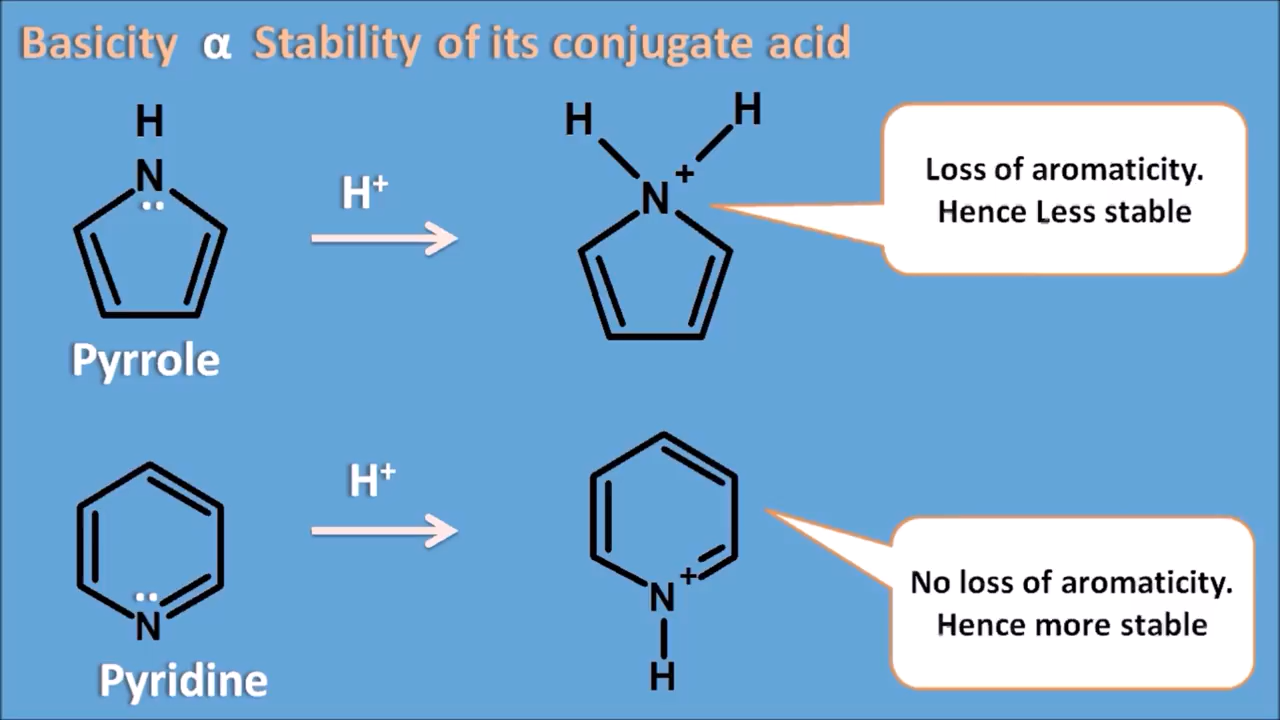 Basicity α Stability of its conjugate acid
H
N
..
H⁺
H
H
N
+
Loss of aromaticity.
Hence Less stable
Pyrrole
..
N
H⁺
N
+
H
No loss of aromaticity.
Hence more stable
Pyridine